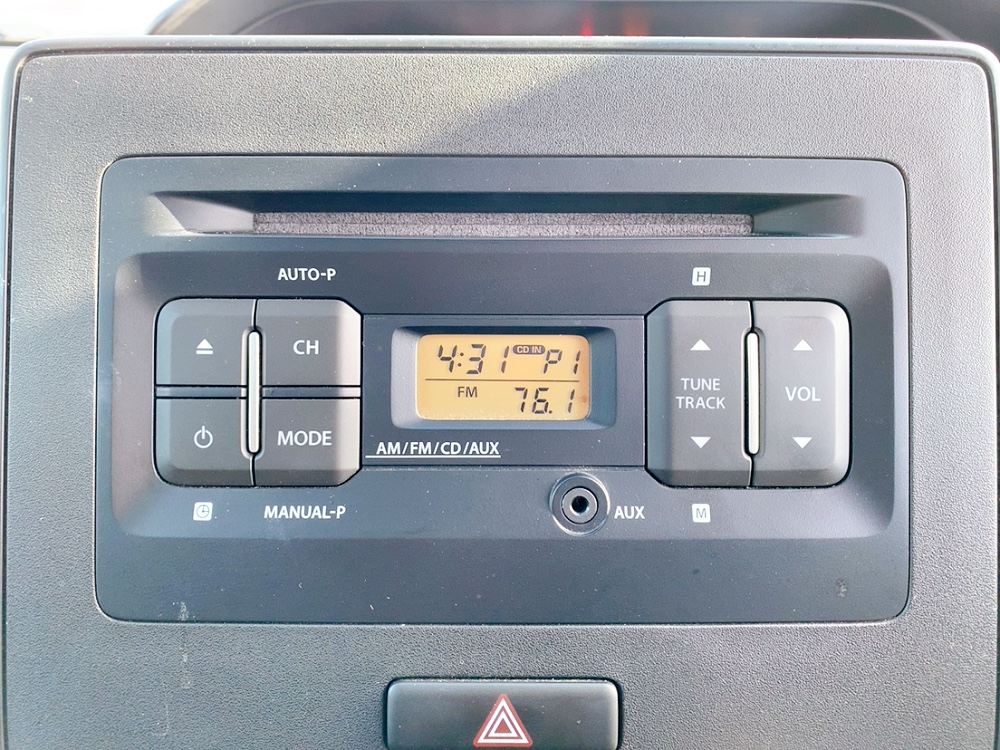 AUTO-P
H
CH
4:31 CD IN P1
FM 76.1
TUNE
TRACK
VOL
MODE
AM/FM/CD/AUX
MANUAL-P
AUX
M